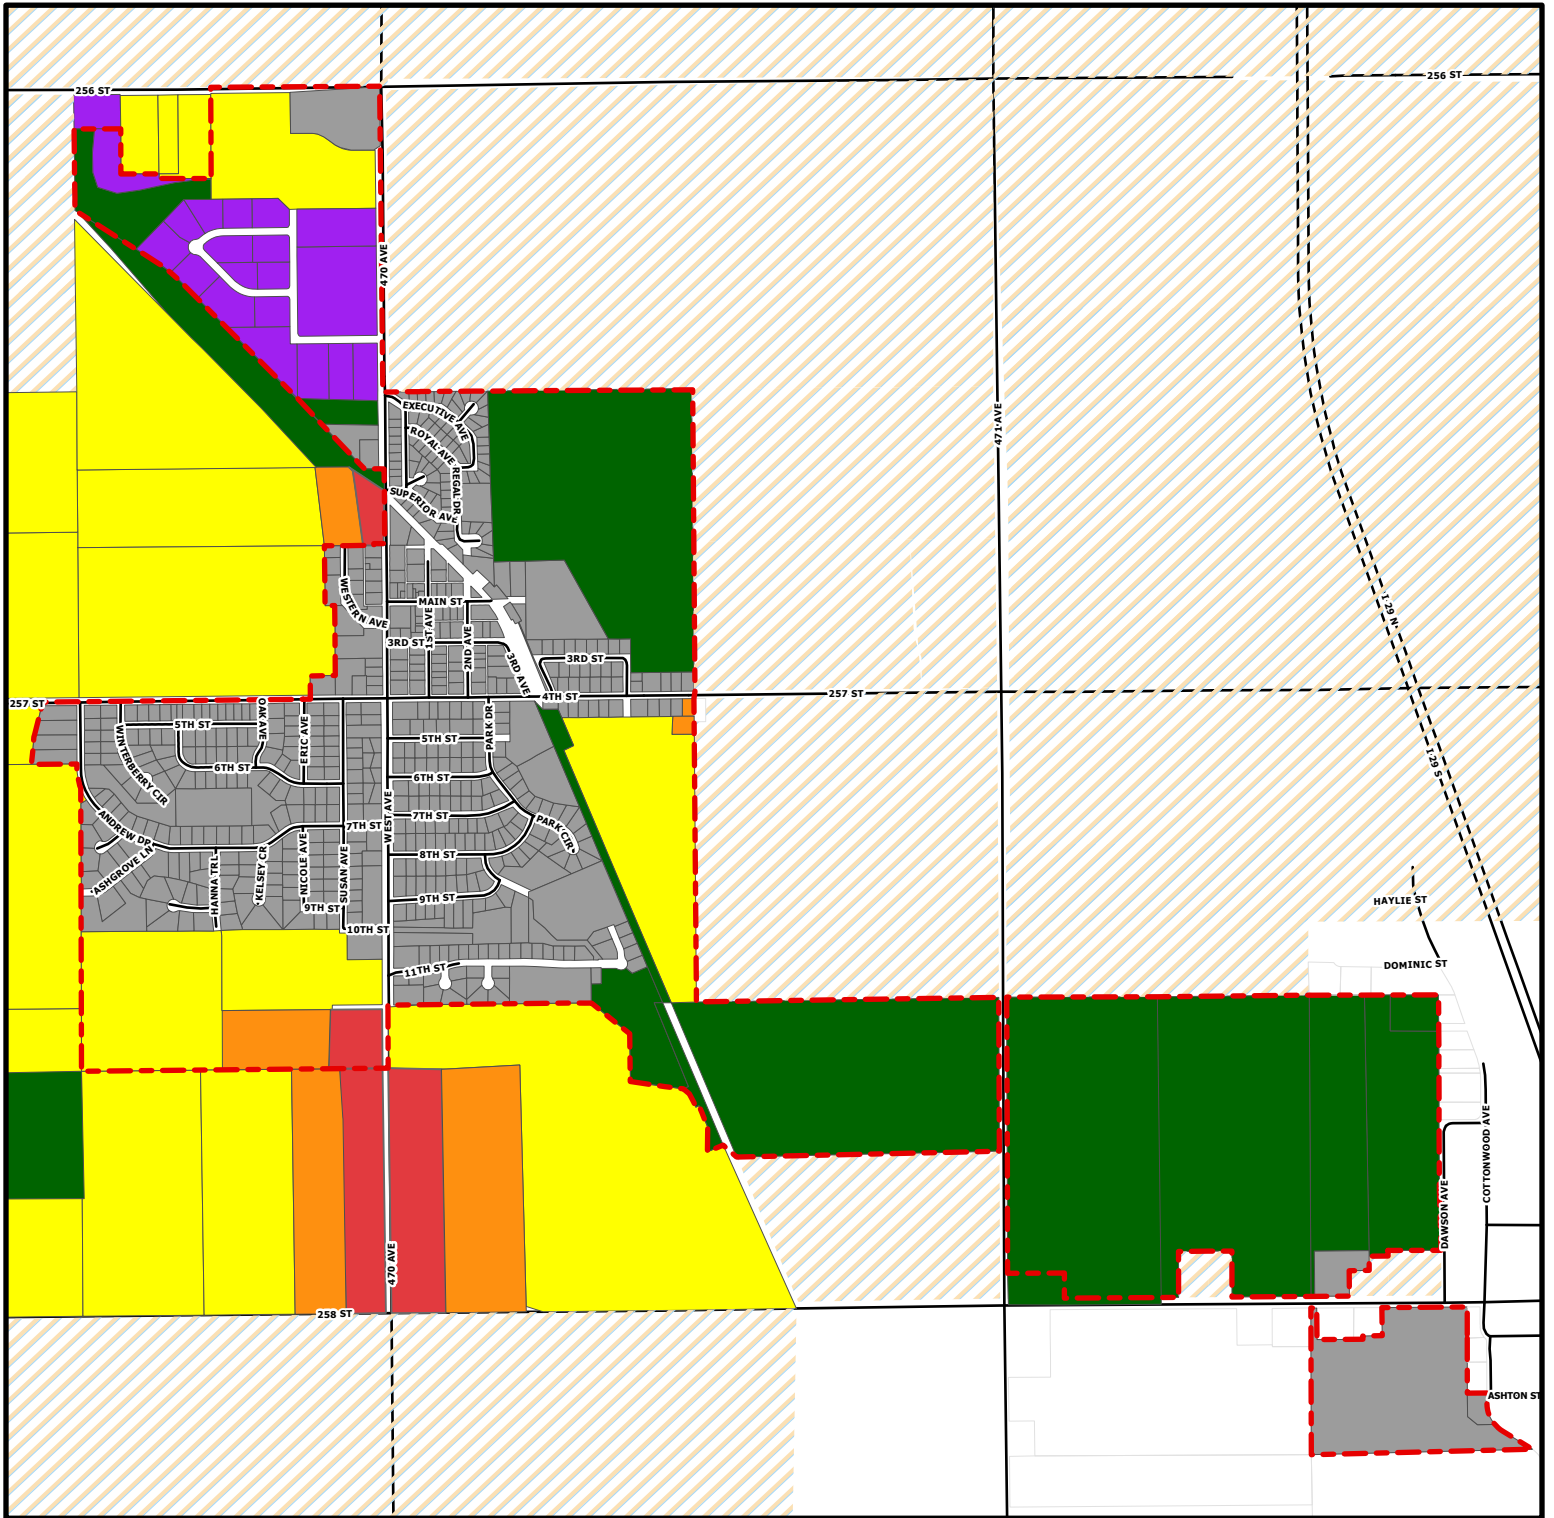 256 ST
256 ST
470 AVE
EXECUTIVE AVE
ROYAL AVE
REGAL DR
SUPERIOR AVE
471 AVE
WESTERN AVE
MAIN ST
1ST AVE
2ND AVE
3RD ST
3RD AVE
3RD ST
I-29 N
257 ST
4TH ST
257 ST
OAK AVE
ERIC AVE
5TH ST
WINTERBERRY CIR
6TH ST
PARK DR
5TH ST
6TH ST
I-29 S
ANDREW DR
7TH ST
WEST AVE
7TH ST
PARK CIR
ASHGROVE LN
HANNA TRL
KELSEY CR
NICOLE AVE
SUSAN AVE
8TH ST
9TH ST
9TH ST
10TH ST
HAYLIE ST
11TH ST
DOMINIC ST
COTTONWOOD AVE
DAWSON AVE
470 AVE
258 ST
ASHTON ST